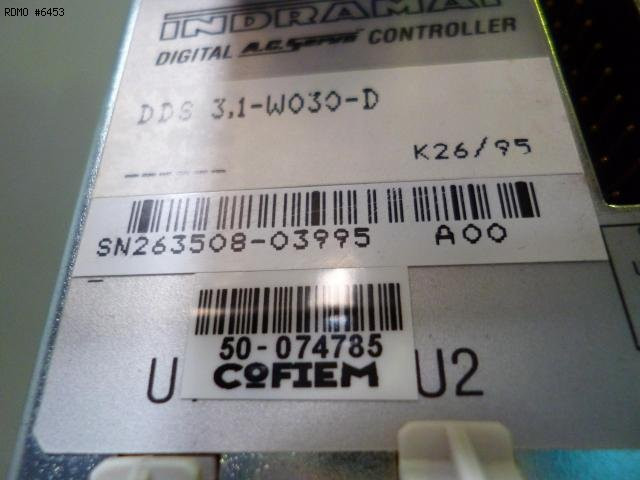 RDMO #6453
INDRAMAT
DIGITAL A.C. Servo CONTROLLER
DDS 3.1-W030-D
K26/95
SN263508-03995 A00
50-074785
COFIEM
U
U2